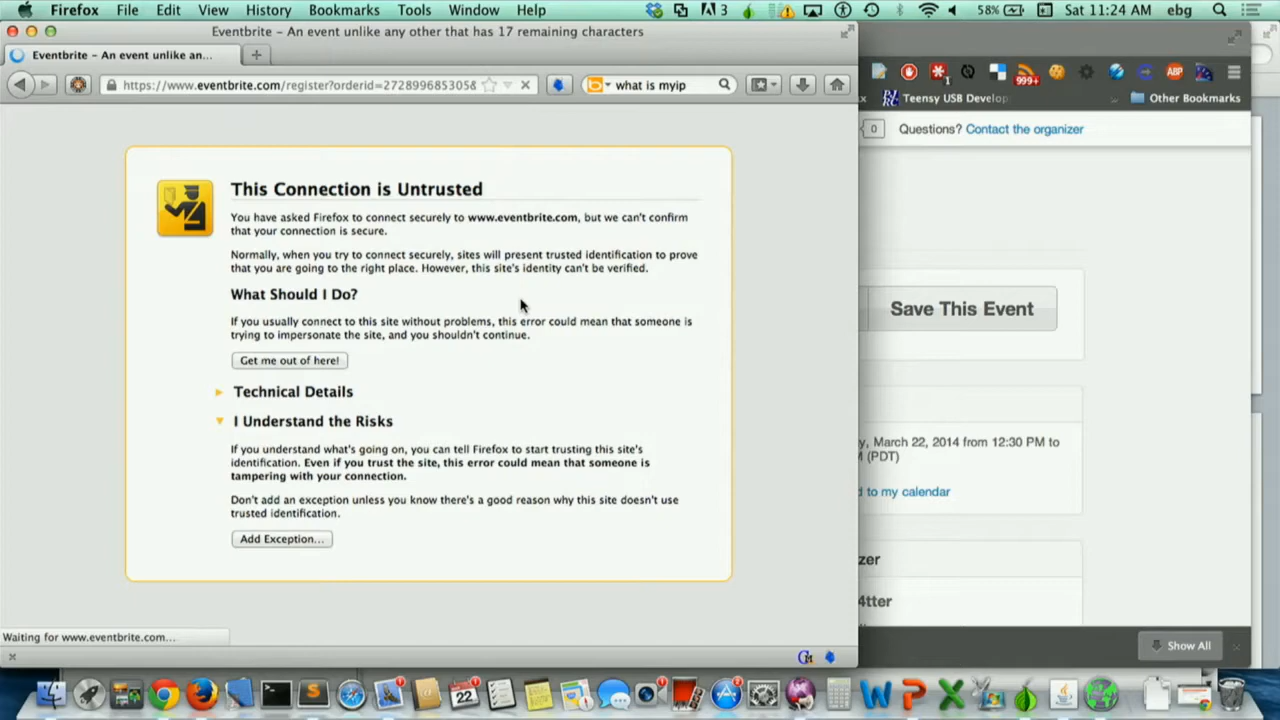 Firefox File Edit View History Bookmarks Tools Window Help
3
58%
Sat 11:24 AM ebg
Eventbrite – An event unlike any other that has 17 remaining characters
Eventbrite – An event unlike an...
https://www.eventbrite.com/register?orderid=272899685305&
what is myip
999+
1
ABP
Teensy USB Develop
Other Bookmarks
0
Questions? Contact the organizer
This Connection is Untrusted
You have asked Firefox to connect securely to www.eventbrite.com, but we can't confirm
that your connection is secure.
Normally, when you try to connect securely, sites will present trusted identification to prove
that you are going to the right place. However, this site's identity can't be verified.
What Should I Do?
If you usually connect to this site without problems, this error could mean that someone is
trying to impersonate the site, and you shouldn't continue.
Get me out of here!
Technical Details
I Understand the Risks
If you understand what's going on, you can tell Firefox to start trusting this site's
identification. Even if you trust the site, this error could mean that someone is
tampering with your connection.
Don't add an exception unless you know there's a good reason why this site doesn't use
trusted identification.
Add Exception...
Save This Event
y, March 22, 2014 from 12:30 PM to
(PDT)
d to my calendar
zer
4tter
Waiting for www.eventbrite.com...
Show All
22